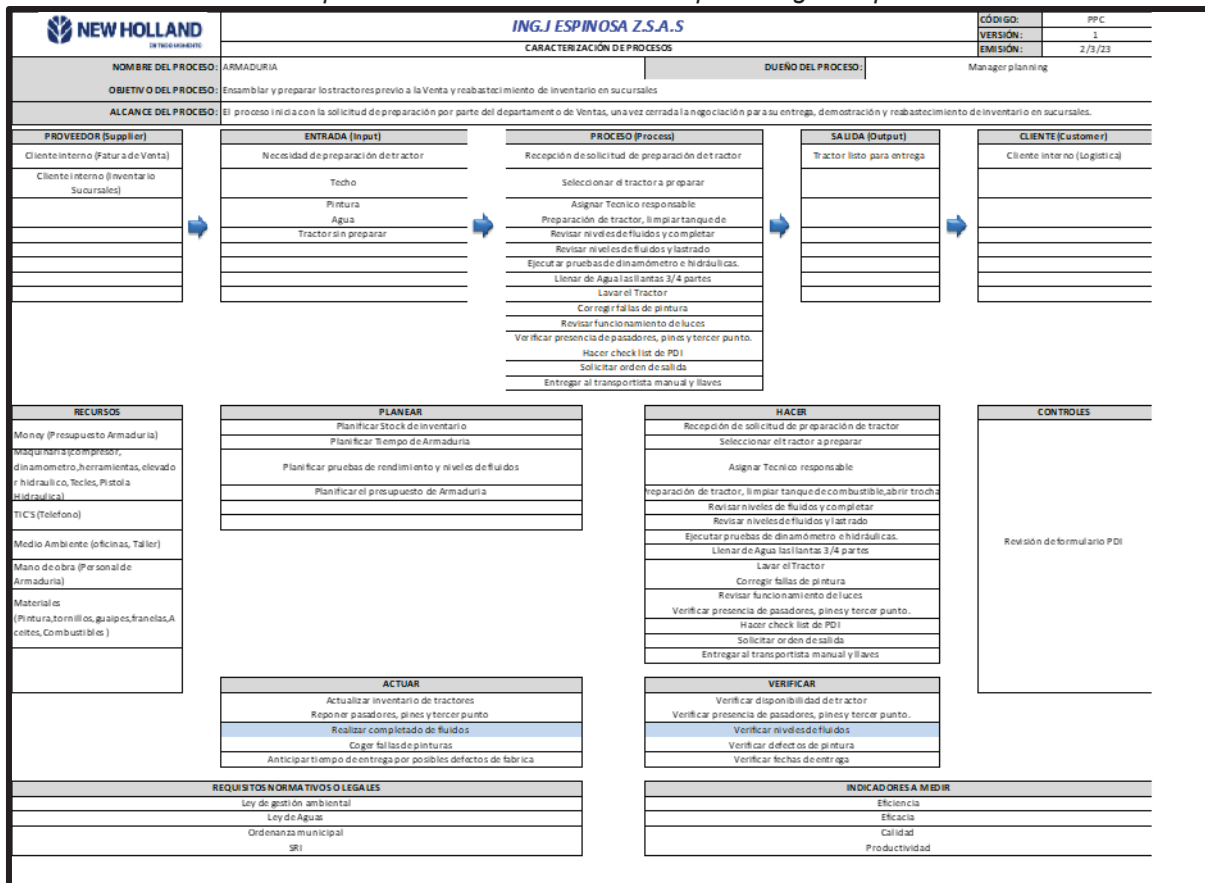 NEW HOLLAND
ING.J ESPINOSA Z.S.A.S
CARACTERIZACIÓN DE PROCESOS
CÓDIGO: PPC
VERSIÓN: 1
EMISIÓN: 2/3/23
NOMBRE DEL PROCESO: ARMADURIA
DUEÑO DEL PROCESO: Manager planning
OBJETIVO DEL PROCESO: Ensamblar y preparar los tractores previo a la Venta y reabastecimiento de inventario en sucursales
ALCANCE DEL PROCESO: El proceso inicia con la solicitud de preparación por parte del departamento de Ventas, una vez cerrada la negociación para su entrega, demostración y reabastecimiento de inventario en sucursales.
PROVEEDOR (Supplier)
Cliente interno (Fatura de Venta)
Cliente interno (Inventario
Sucursales)
ENTRADA (Input)
Necesidad de preparación de tractor
Techo
Pintura
Agua
Tractor sin preparar
PROCESO (Process)
Recepción de solicitud de preparación de tractor
Seleccionar el tractor a preparar
Asignar Tecnico responsable
Preparación de tractor, limpiar tanque de
Revisar niveles de fluidos y completar
Revisar niveles de fluidos y lastrado
Ejecutar pruebas de dinamómetro e hidráulicas.
Llenar de Agua las llantas 3/4 partes
Lavar el Tractor
Corregir fallas de pintura
Revisar funcionamiento de luces
Verificar presencia de pasadores, pines y tercer punto.
Hacer check list de PDI
Solicitar orden de salida
Entregar al transportista manual y llaves
SALIDA (Output)
Tractor listo para entrega
CLIENTE (Customer)
Cliente interno (Logistica)
RECURSOS
Money (Presupuesto Armaduria)
Maquinaria (compresor,
dinamometro,herramientas, elevado
r hidraulico, Tecles, Pistola
Hidraulica)
TIC'S (Telefono)
Medio Ambiente (oficinas, Taller)
Mano de obra (Personal de
Armaduria)
Materiales
(Pintura,tornillos,guaipes,franelas,A
ceites, Combustibles )
PLANEAR
Planificar Stock de inventario
Planificar Tiempo de Armaduria
Planificar pruebas de rendimiento y niveles de fluidos
Planificar el presupuesto de Armaduria
HACER
Recepción de solicitud de preparación de tractor
Seleccionar el tractor a preparar
Asignar Tecnico responsable
Preparación de tractor, limpiar tanque de combustible,abrir trocha
Revisar niveles de fluidos y completar
Revisar niveles de fluidos y lastrado
Ejecutar pruebas de dinamómetro e hidráulicas.
Llenar de Agua las llantas 3/4 partes
Lavar el Tractor
Corregir fallas de pintura
Revisar funcionamiento de luces
Verificar presencia de pasadores, pines y tercer punto.
Hacer check list de PDI
Solicitar orden de salida
Entregar al transportista manual y llaves
CONTROLES
Revisión de formulario PDI
ACTUAR
Actualizar inventario de tractores
Reponer pasadores, pines y tercer punto
Realizar completado de fluidos
Coger fallas de pinturas
Anticipar tiempo de entrega por posibles defectos de fabrica
VERIFICAR
Verificar disponibilidad de tractor
Verificar presencia de pasadores, pines y tercer punto.
Verificar niveles de fluidos
Verificar defectos de pintura
Verificar fechas de entrega
REQUISITOS NORMATIVOS O LEGALES
Ley de gestión ambiental
Ley de Aguas
Ordenanza municipal
SRI
INDICADORES A MEDIR
Eficiencia
Eficacia
Calidad
Productividad